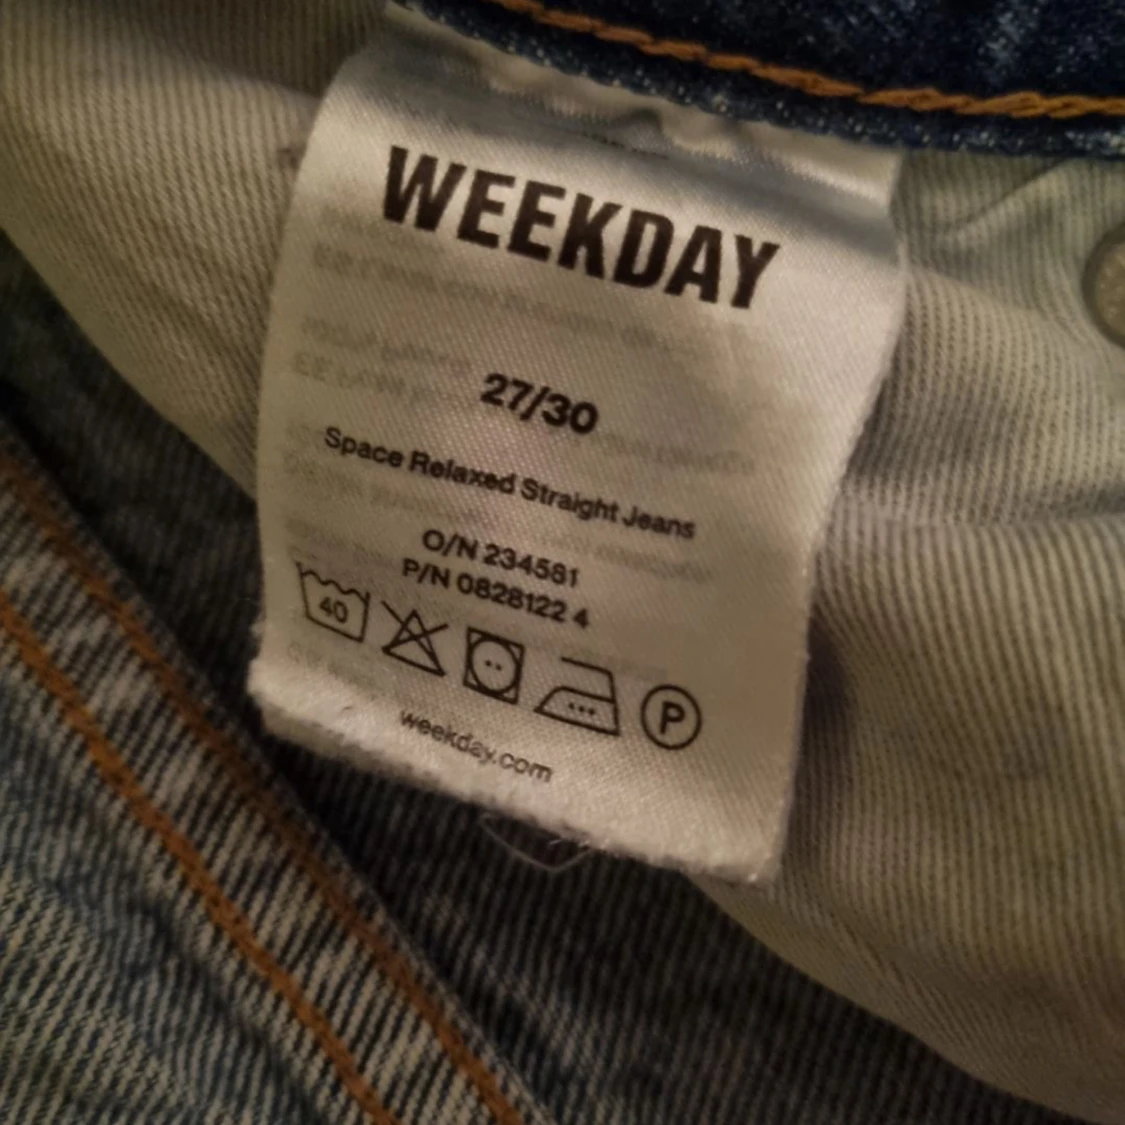 WEEKDAY
27/30
Space Relaxed Straight Jeans
O/N 234581
P/N 0828122 4
40
P
weekday.com